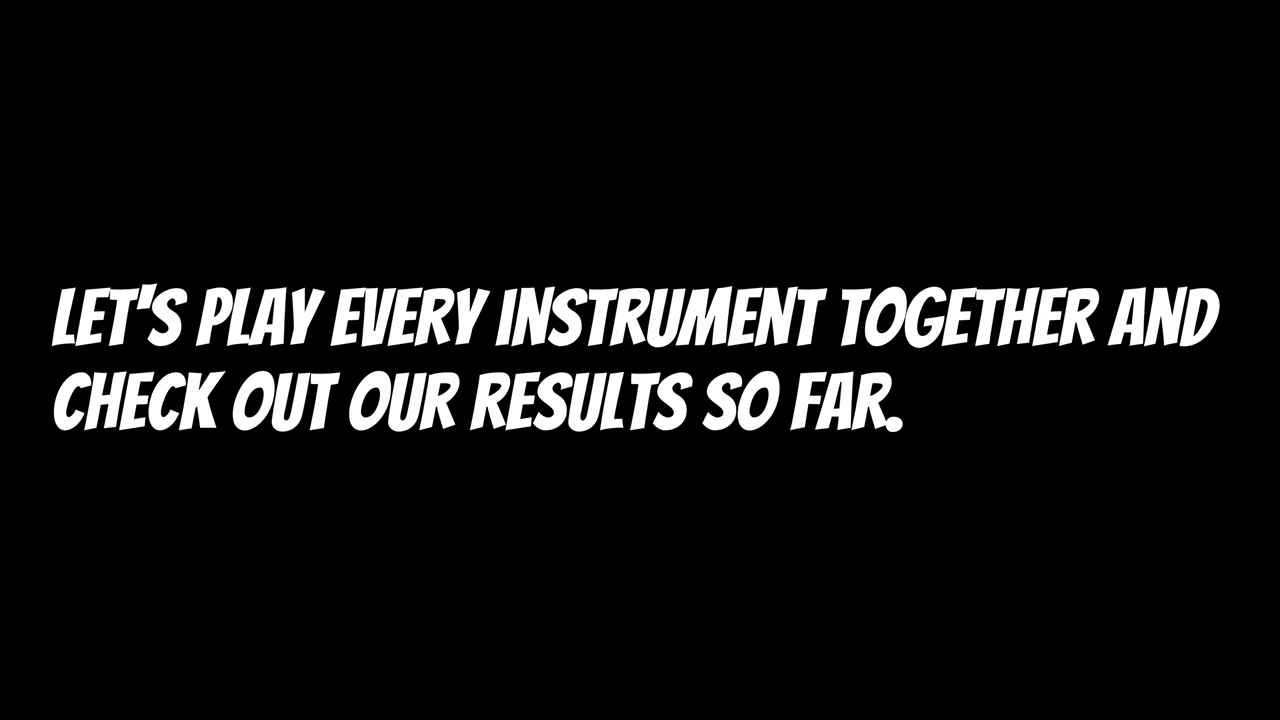 LET'S PLAY EVERY INSTRUMENT TOGETHER AND
CHECK OUT OUR RESULTS SO FAR.